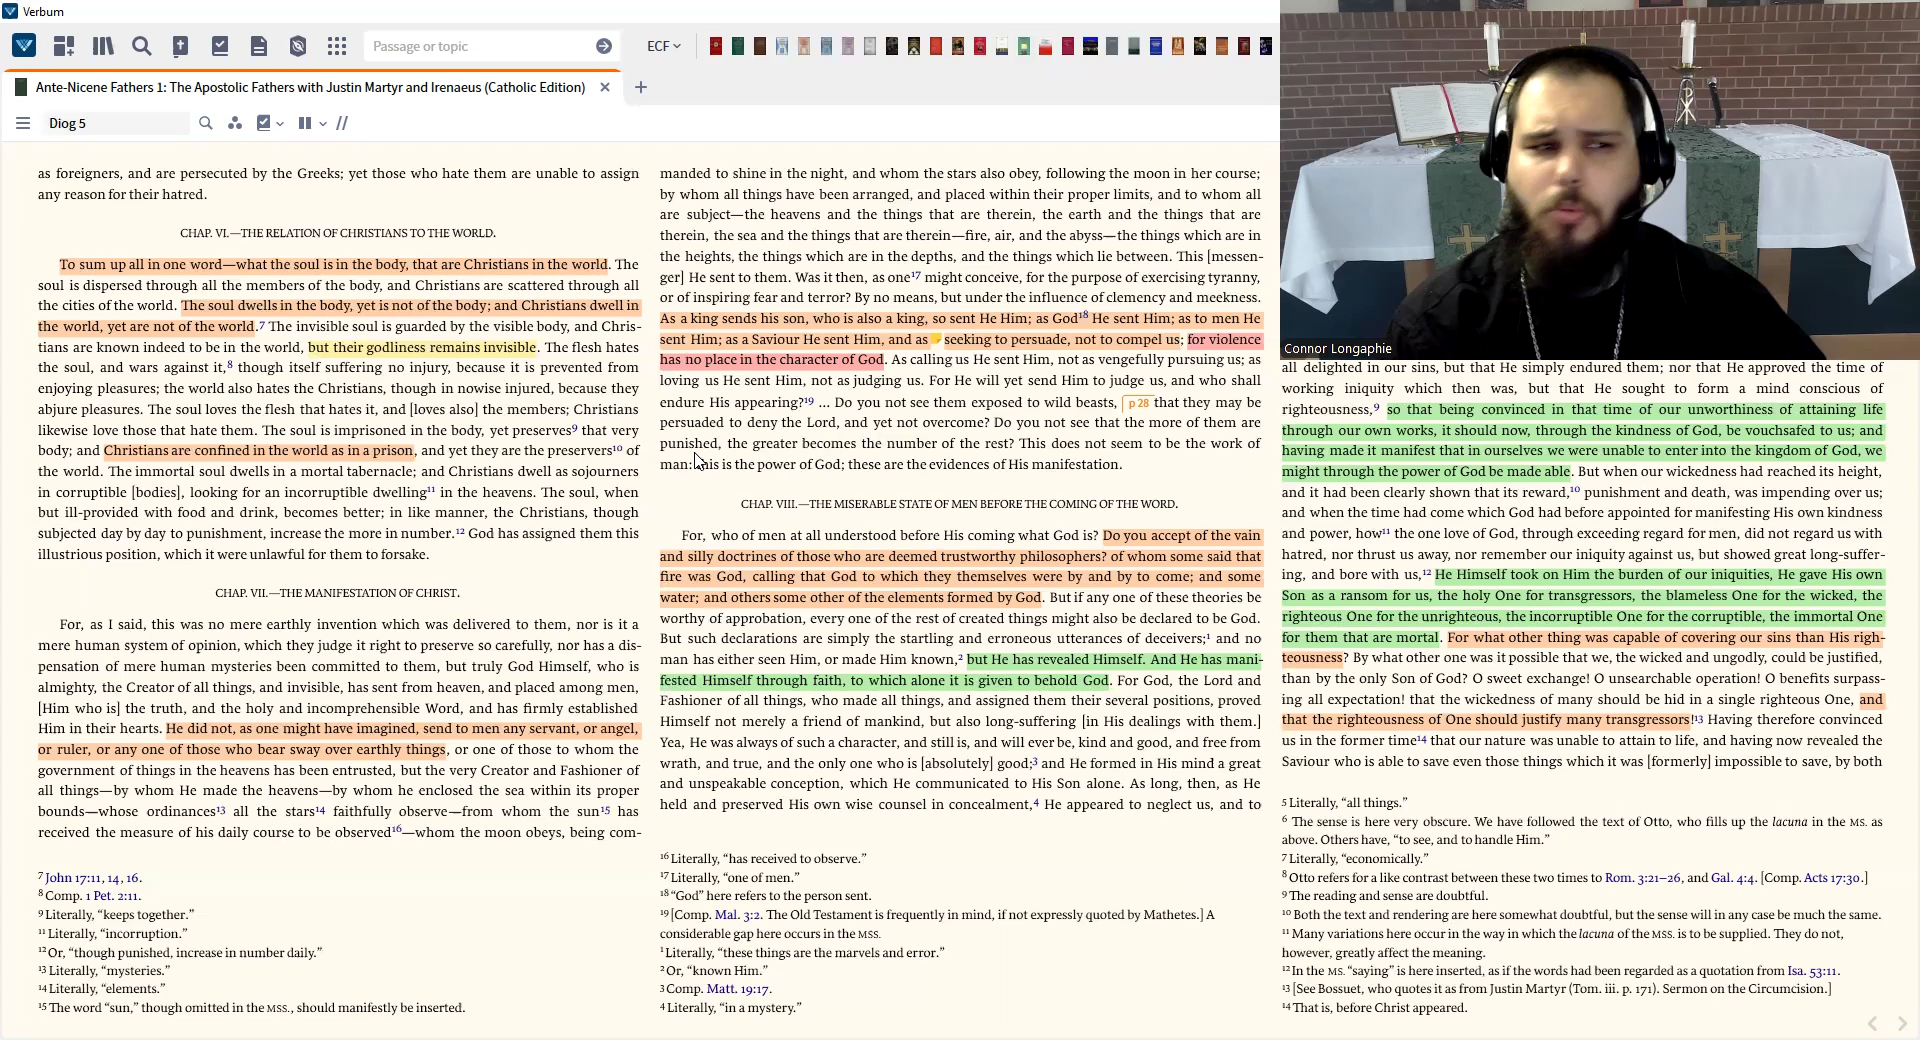 Verbum
Passage or topic
ECF
Ante-Nicene Fathers 1: The Apostolic Fathers with Justin Martyr and Irenaeus (Catholic Edition)
Diog 5
//
as foreigners, and are persecuted by the Greeks; yet those who hate them are unable to assign
any reason for their hatred.
CHAP. VI.—THE RELATION OF CHRISTIANS TO THE WORLD.
To sum up all in one word—what the soul is in the body, that are Christians in the world. The
soul is dispersed through all the members of the body, and Christians are scattered through all
the cities of the world. The soul dwells in the body, yet is not of the body; and Christians dwell in
the world, yet are not of the world.7 The invisible soul is guarded by the visible body, and Chris-
tians are known indeed to be in the world, but their godliness remains invisible. The flesh hates
the soul, and wars against it,8 though itself suffering no injury, because it is prevented from
enjoying pleasures; the world also hates the Christians, though in nowise injured, because they
abjure pleasures. The soul loves the flesh that hates it, and [loves also] the members; Christians
likewise love those that hate them. The soul is imprisoned in the body, yet preserves9 that very
body; and Christians are confined in the world as in a prison, and yet they are the preservers10 of
the world. The immortal soul dwells in a mortal tabernacle; and Christians dwell as sojourners
in corruptible [bodies], looking for an incorruptible dwelling11 in the heavens. The soul, when
but ill-provided with food and drink, becomes better; in like manner, the Christians, though
subjected day by day to punishment, increase the more in number.12 God has assigned them this
illustrious position, which it were unlawful for them to forsake.
CHAP. VII.—THE MANIFESTATION OF CHRIST.
For, as I said, this was no mere earthly invention which was delivered to them, nor is it a
mere human system of opinion, which they judge it right to preserve so carefully, nor has a dis-
pensation of mere human mysteries been committed to them, but truly God Himself, who is
almighty, the Creator of all things, and invisible, has sent from heaven, and placed among men,
[Him who is] the truth, and the holy and incomprehensible Word, and has firmly established
Him in their hearts. He did not, as one might have imagined, send to men any servant, or angel,
or ruler, or any one of those who bear sway over earthly things, or one of those to whom the
government of things in the heavens has been entrusted, but the very Creator and Fashioner of
all things—by whom He made the heavens—by whom he enclosed the sea within its proper
bounds—whose ordinances13 all the stars14 faithfully observe—from whom the sun15 has
received the measure of his daily course to be observed16—whom the moon obeys, being com-
7 John 17:11, 14, 16.
8 Comp. 1 Pet. 2:11.
9 Literally, “keeps together.”
11 Literally, “incorruption.”
12 Or, “though punished, increase in number daily.”
13 Literally, “mysteries.”
14 Literally, “elements.”
15 The word “sun,” though omitted in the MSS., should manifestly be inserted.
manded to shine in the night, and whom the stars also obey, following the moon in her course;
by whom all things have been arranged, and placed within their proper limits, and to whom all
are subject—the heavens and the things that are therein, the earth and the things that are
therein, the sea and the things that are therein—fire, air, and the abyss—the things which are in
the heights, the things which are in the depths, and the things which lie between. This [messen-
ger] He sent to them. Was it then, as one17 might conceive, for the purpose of exercising tyranny,
or of inspiring fear and terror? By no means, but under the influence of clemency and meekness.
As a king sends his son, who is also a king, so sent He Him; as God18 He sent Him; as to men He
sent Him; as a Saviour He sent Him, and as seeking to persuade, not to compel us; for violence
has no place in the character of God. As calling us He sent Him, not as vengefully pursuing us; as
loving us He sent Him, not as judging us. For He will yet send Him to judge us, and who shall
endure His appearing?19 ... Do you not see them exposed to wild beasts, p 28 that they may be
persuaded to deny the Lord, and yet not overcome? Do you not see that the more of them are
punished, the greater becomes the number of the rest? This does not seem to be the work of
man: this is the power of God; these are the evidences of His manifestation.
CHAP. VIII.—THE MISERABLE STATE OF MEN BEFORE THE COMING OF THE WORD.
For, who of men at all understood before His coming what God is? Do you accept of the vain
and silly doctrines of those who are deemed trustworthy philosophers? of whom some said that
fire was God, calling that God to which they themselves were by and by to come; and some
water; and others some other of the elements formed by God. But if any one of these theories be
worthy of approbation, every one of the rest of created things might also be declared to be God.
But such declarations are simply the startling and erroneous utterances of deceivers;1 and no
man has either seen Him, or made Him known,2 but He has revealed Himself. And He has mani-
fested Himself through faith, to which alone it is given to behold God. For God, the Lord and
Fashioner of all things, who made all things, and assigned them their several positions, proved
Himself not merely a friend of mankind, but also long-suffering [in His dealings with them.]
Yea, He was always of such a character, and still is, and will ever be, kind and good, and free from
wrath, and true, and the only one who is [absolutely] good;3 and He formed in His mind a great
and unspeakable conception, which He communicated to His Son alone. As long, then, as He
held and preserved His own wise counsel in concealment,4 He appeared to neglect us, and to
16 Literally, “has received to observe.”
17 Literally, “one of men.”
18 “God” here refers to the person sent.
19 [Comp. Mal. 3:2. The Old Testament is frequently in mind, if not expressly quoted by Mathetes.] A
considerable gap here occurs in the MSS.
1 Literally, “these things are the marvels and error.”
2 Or, “known Him.”
3 Comp. Matt. 19:17.
4 Literally, “in a mystery.”
Connor Longaphie
all delighted in our sins, but that He simply endured them; nor that He approved the time of
working iniquity which then was, but that He sought to form a mind conscious of
righteousness,9 so that being convinced in that time of our unworthiness of attaining life
through our own works, it should now, through the kindness of God, be vouchsafed to us; and
having made it manifest that in ourselves we were unable to enter into the kingdom of God, we
might through the power of God be made able. But when our wickedness had reached its height,
and it had been clearly shown that its reward,10 punishment and death, was impending over us;
and when the time had come which God had before appointed for manifesting His own kindness
and power, how11 the one love of God, through exceeding regard for men, did not regard us with
hatred, nor thrust us away, nor remember our iniquity against us, but showed great long-suffer-
ing, and bore with us,12 He Himself took on Him the burden of our iniquities, He gave His own
Son as a ransom for us, the holy One for transgressors, the blameless One for the wicked, the
righteous One for the unrighteous, the incorruptible One for the corruptible, the immortal One
for them that are mortal. For what other thing was capable of covering our sins than His righ-
teousness? By what other one was it possible that we, the wicked and ungodly, could be justified,
than by the only Son of God? O sweet exchange! O unsearchable operation! O benefits surpass-
ing all expectation! that the wickedness of many should be hid in a single righteous One, and
that the righteousness of One should justify many transgressors!13 Having therefore convinced
us in the former time14 that our nature was unable to attain to life, and having now revealed the
Saviour who is able to save even those things which it was [formerly] impossible to save, by both
5 Literally, “all things.”
6 The sense is here very obscure. We have followed the text of Otto, who fills up the lacuna in the MS. as
above. Others have, “to see, and to handle Him.”
7 Literally, “economically.”
8 Otto refers for a like contrast between these two times to Rom. 3:21–26, and Gal. 4:4. [Comp. Acts 17:30.]
9 The reading and sense are doubtful.
10 Both the text and rendering are here somewhat doubtful, but the sense will in any case be much the same.
11 Many variations here occur in the way in which the lacuna of the MSS. is to be supplied. They do not,
however, greatly affect the meaning.
12 In the MS. “saying” is here inserted, as if the words had been regarded as a quotation from Isa. 53:11.
13 [See Bossuet, who quotes it as from Justin Martyr (Tom. iii. p. 171). Sermon on the Circumcision.]
14 That is, before Christ appeared.